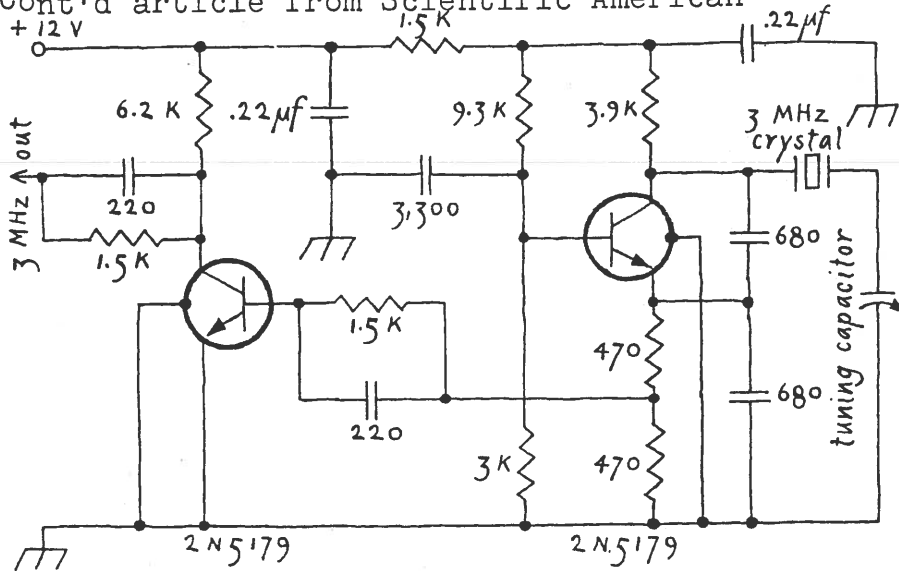 Cont'd article from Scientific American
+ 12 V
1.5 K
.22 µf
6.2 K
.22 µf
9.3 K
3.9K
3 MHz
crystal
3 MHz out
220
3,300
1.5 K
680
tuning capacitor
1.5 K
470
680
220
3 K
470
2 N 5179
2 N. 5179